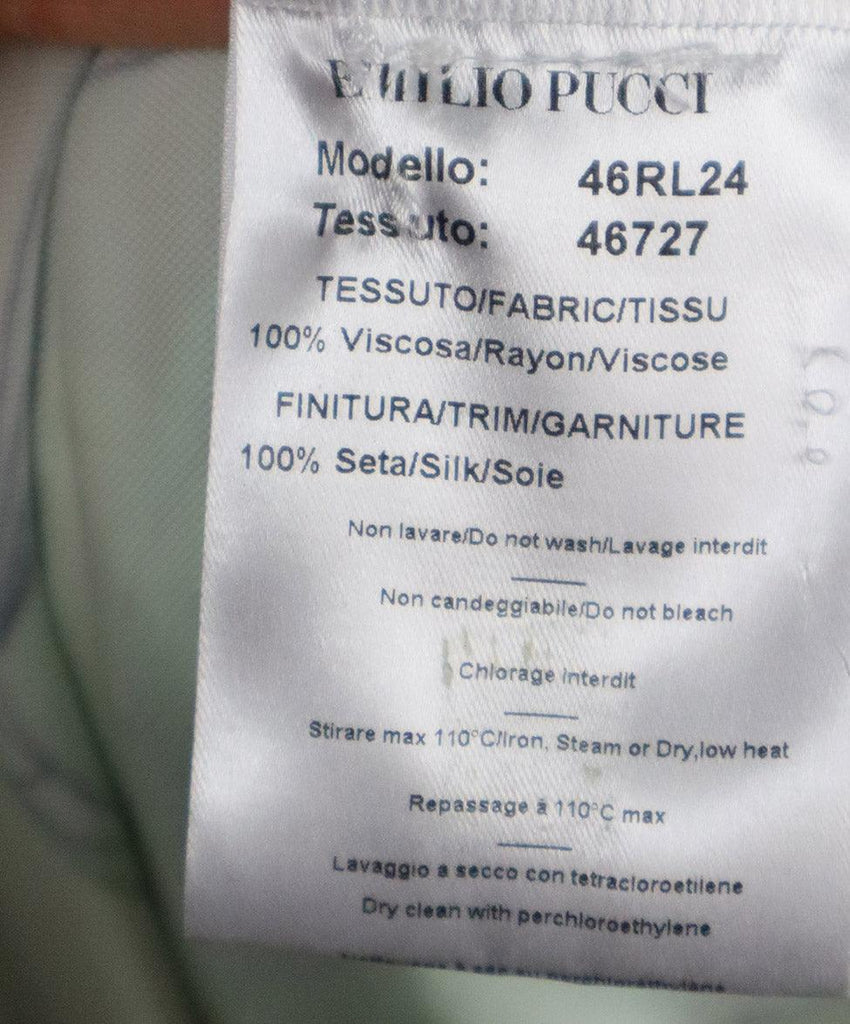 EMILIO PUCCI
Modello: 46RL24
Tessuto: 46727
TESSUTO/FABRIC/TISSU
100% Viscosa/Rayon/Viscose
FINITURA/TRIM/GARNITURE
100% Seta/Silk/Soie
Non lavare/Do not wash/Lavage interdit
Non candeggiabile/Do not bleach
Chlorage interdit
Stirare max 110°C/Iron, Steam or Dry,low heat
Repassage à 110°C max
Lavaggio a secco con tetracloroetilene
Dry clean with perchloroethylene